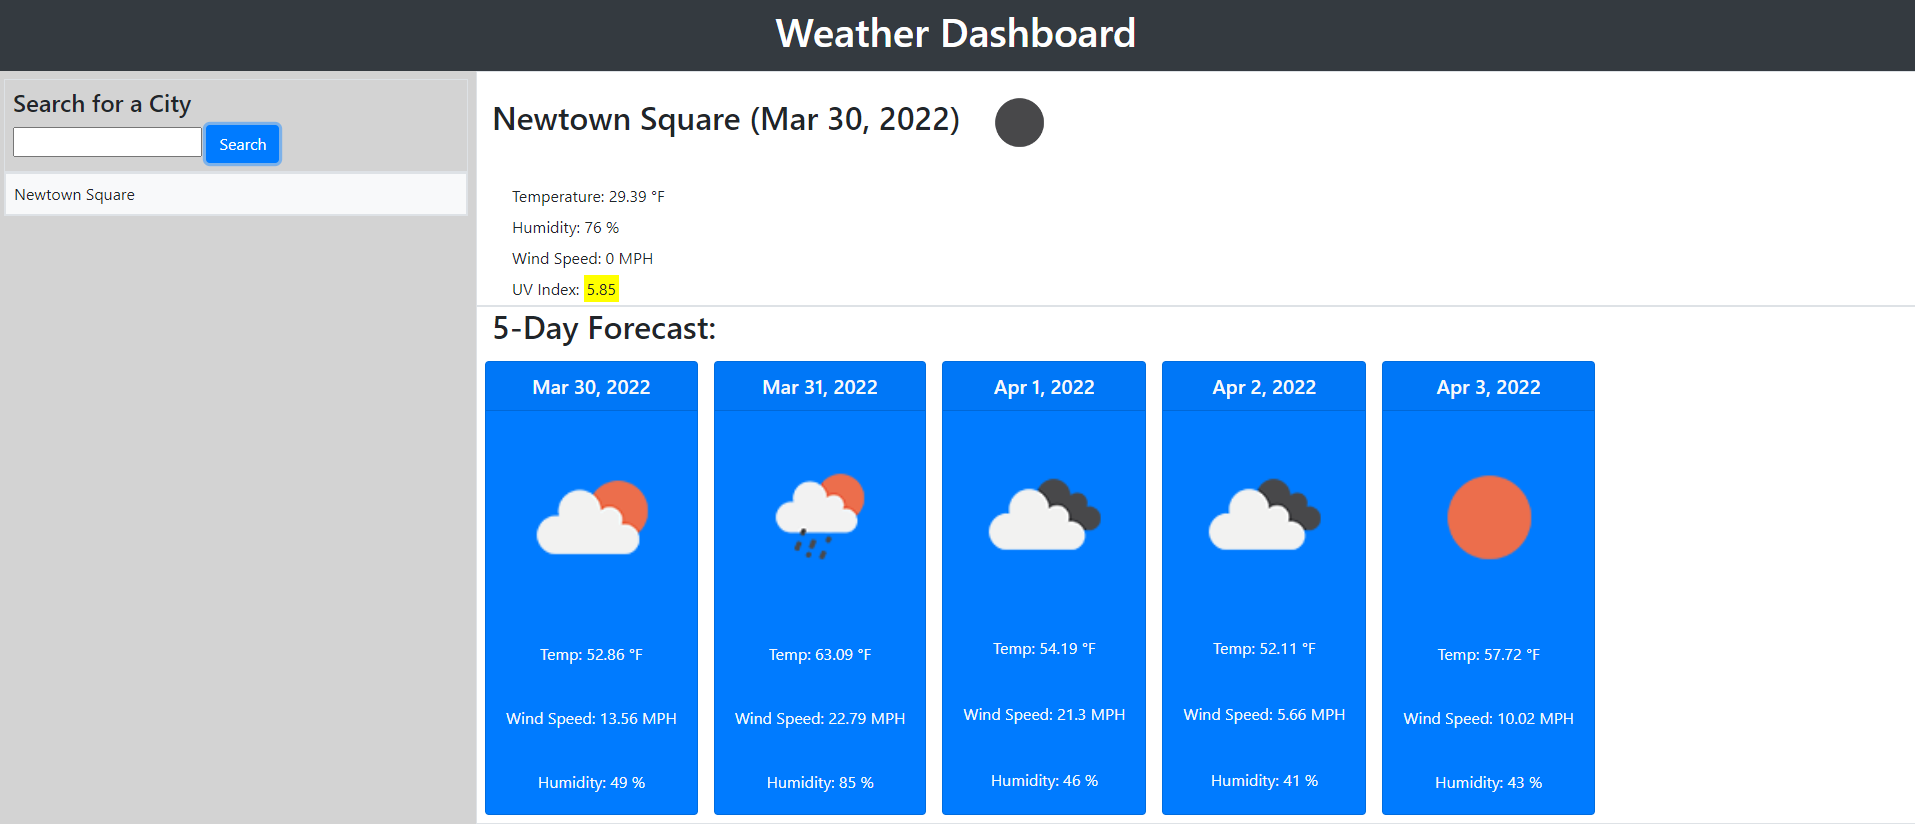 Weather Dashboard
Search for a City
Search
Newtown Square
Newtown Square (Mar 30, 2022)
Temperature: 29.39 °F
Humidity: 76 %
Wind Speed: 0 MPH
UV Index: 5.85
5-Day Forecast:
Mar 30, 2022
Temp: 52.86 °F
Wind Speed: 13.56 MPH
Humidity: 49 %
Mar 31, 2022
Temp: 63.09 °F
Wind Speed: 22.79 MPH
Humidity: 85 %
Apr 1, 2022
Temp: 54.19 °F
Wind Speed: 21.3 MPH
Humidity: 46 %
Apr 2, 2022
Temp: 52.11 °F
Wind Speed: 5.66 MPH
Humidity: 41 %
Apr 3, 2022
Temp: 57.72 °F
Wind Speed: 10.02 MPH
Humidity: 43 %